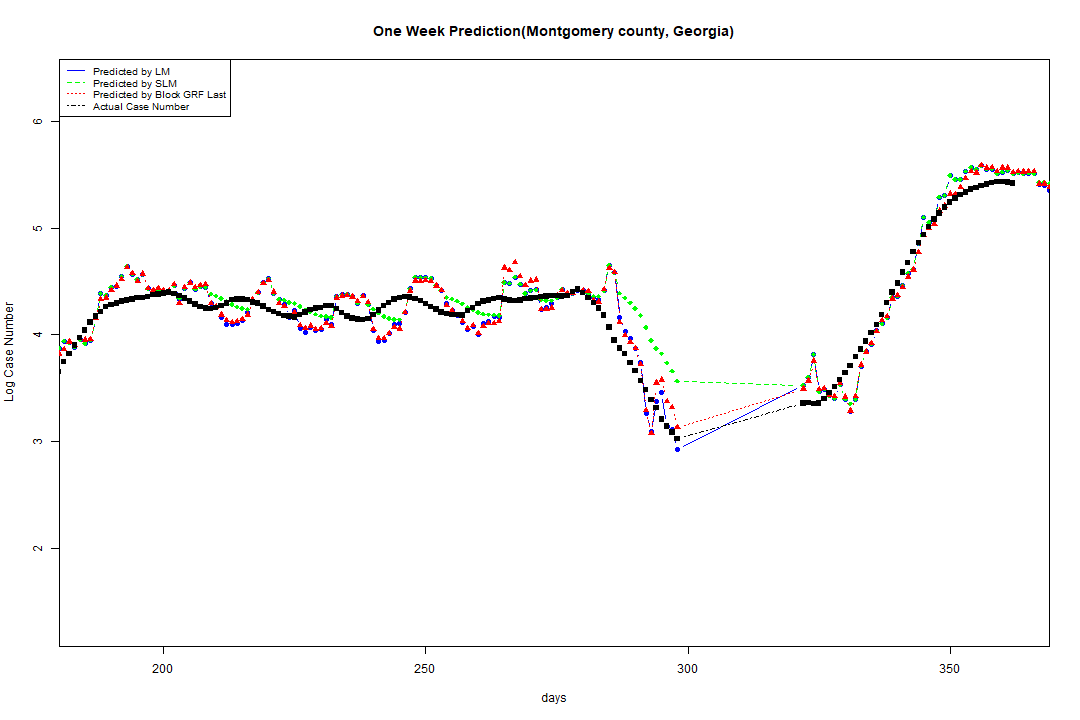 One Week Prediction(Montgomery county, Georgia)
Predicted by LM
Predicted by SLM
Predicted by Block GRF Last
Actual Case Number
6
5
4
3
2
Log Case Number
200
250
300
350
days